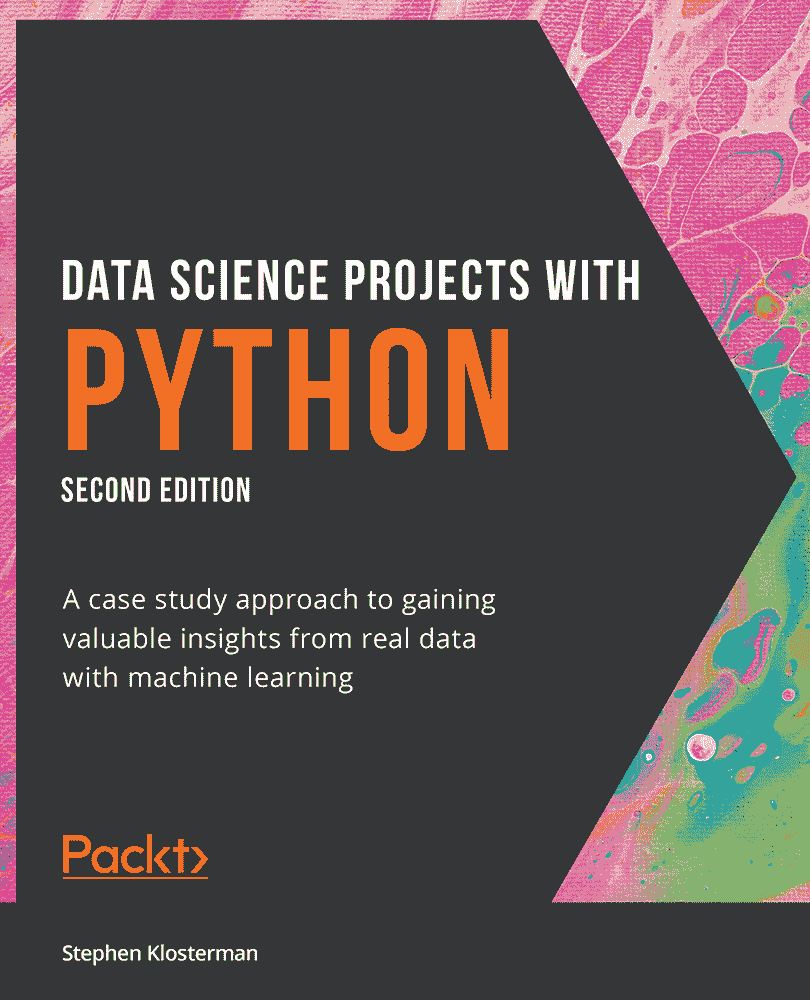 DATA SCIENCE PROJECTS WITH
PYTHON
SECOND EDITION
A case study approach to gaining
valuable insights from real data
with machine learning
Packt>
Stephen Klosterman